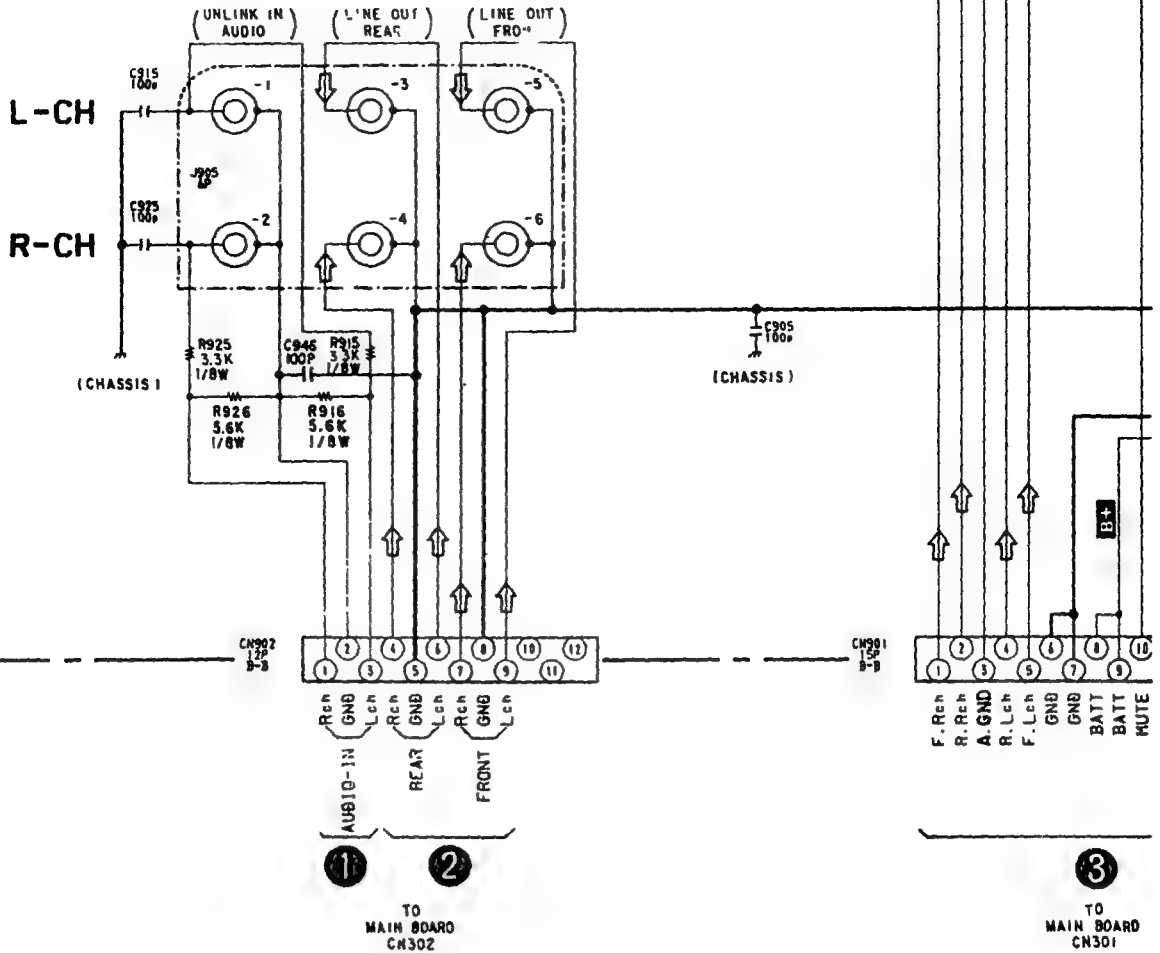 (UNLINK IN AUDIO)
(LINE OUT REAR)
(LINE OUT FRO
L-CH
R-CH
C915
100p
C925
100p
J905
6P
-1
-3
-5
-2
-4
-6
R925
3.3K
1/8W
C946
100P
R915
3.3K
1/8W
R926
5.6K
1/8W
R916
5.6K
1/8W
(CHASSIS)
C905
100p
(CHASSIS)
B+
CN902
12P
B-B
1 2 3 4 5 6 7 8 9 10 11 12
Rch GND Lch Rch GND Lch Rch GND Lch
AUDIO-IN
REAR
FRONT
1
2
TO
MAIN BOARD
CN302
CN901
15P
B-B
1 2 3 4 5 6 7 8 9 10
F.Rch R.Rch A.GND R.Lch F.Lch GND GND BATT BATT MUTE
3
TO
MAIN BOARD
CN301